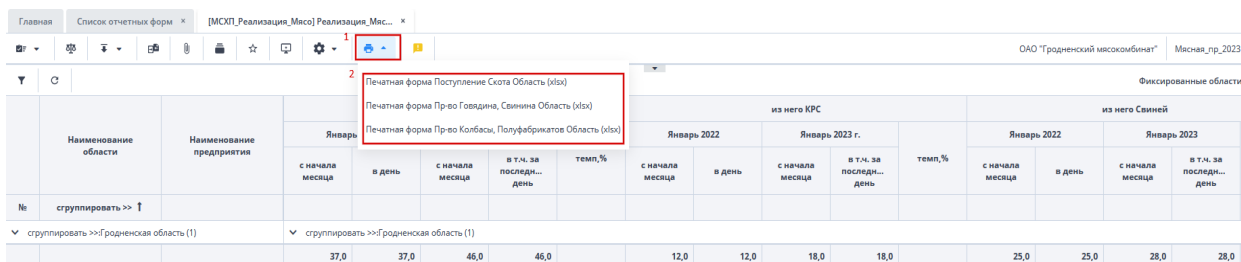 Главная Список отчетных форм × [МСХП_Реализация_Мясо] Реализация_Мяс... ×
1
ОАО "Гродненский мясокомбинат" Мясная_пр_2023
2
Фиксированные области
Печатная форма Поступление Скота Область (xlsx)
Печатная форма Пр-во Говядина, Свинина Область (xlsx)
Печатная форма Пр-во Колбасы, Полуфабрикатов Область (xlsx)
из него КРС из него Свиней
Наименование области Наименование предприятия Январь Январь 2022 Январь 2023 г. Январь 2022 Январь 2023
с начала месяца в день с начала месяца в т.ч. за последн... день темп,% с начала месяца в день с начала месяца в т.ч. за последн... день темп,% с начала месяца в день с начала месяца в т.ч. за последн... день
№ сгруппировать >> ↑
сгруппировать >>:Гродненская область (1) сгруппировать >>:Гродненская область (1)
37,0 37,0 46,0 46,0 12,0 12,0 18,0 18,0 25,0 25,0 28,0 28,0